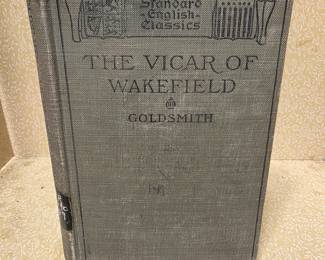 Standard
English-
Classics
THE VICAR OF
WAKEFIELD
GOLDSMITH